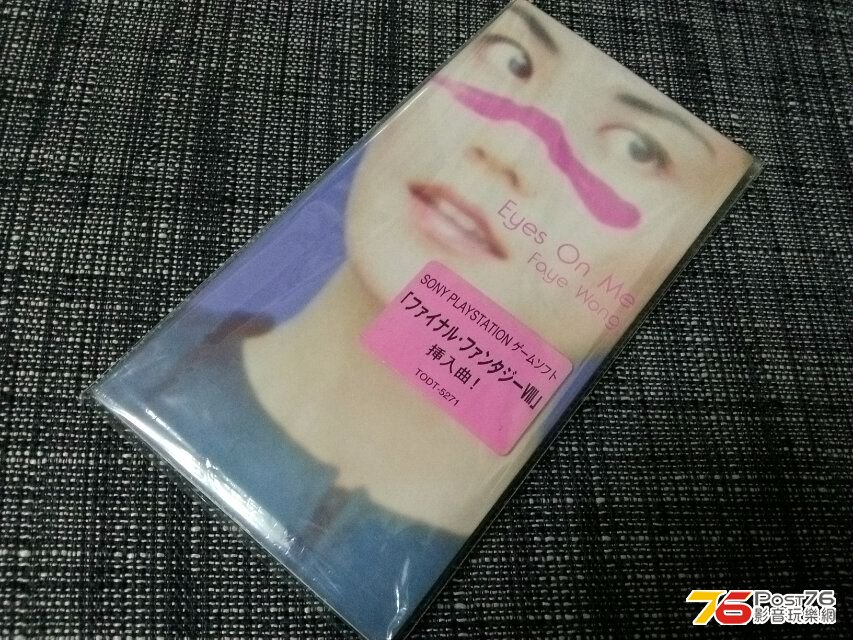 Eyes On Me
Faye Wong
SONY PLAYSTATION ゲームソフト
「ファイナル・ファンタジーⅧ」
挿入曲！
TODT-5271
76 POST76
影音玩樂網